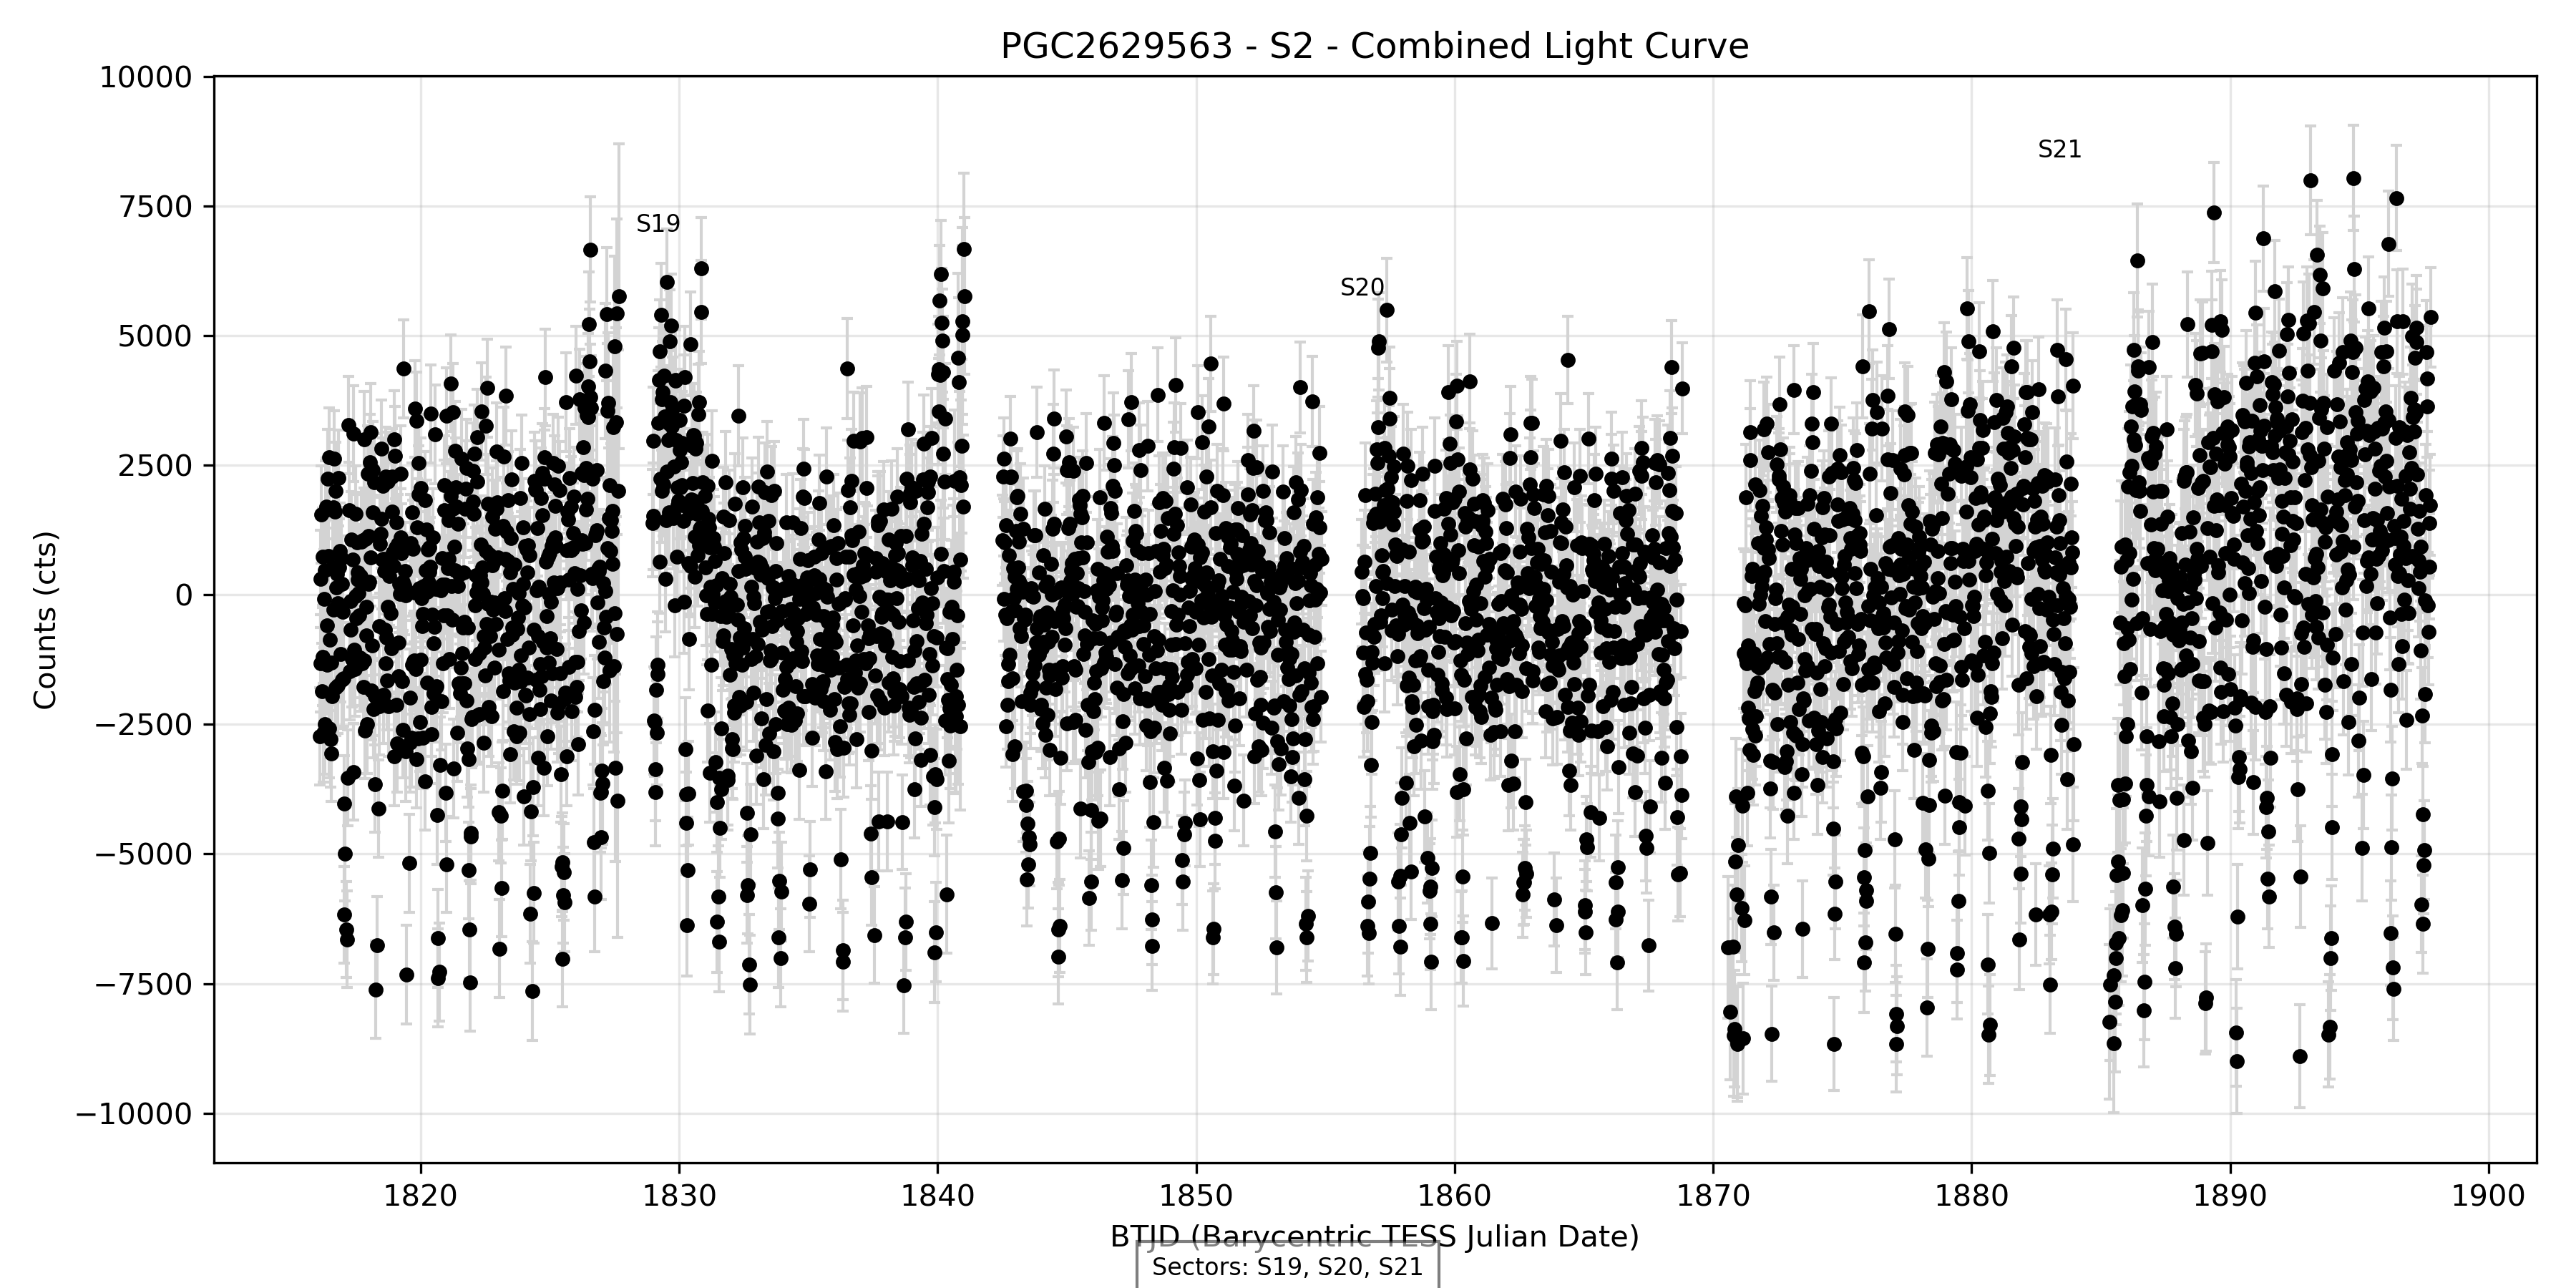 PGC2629563 - S2 - Combined Light Curve
10000
7500
5000
2500
0
−2500
−5000
−7500
−10000
Counts (cts)
S19
S20
S21
1820 1830 1840 1850 1860 1870 1880 1890 1900
BTJD (Barycentric TESS Julian Date)
Sectors: S19, S20, S21